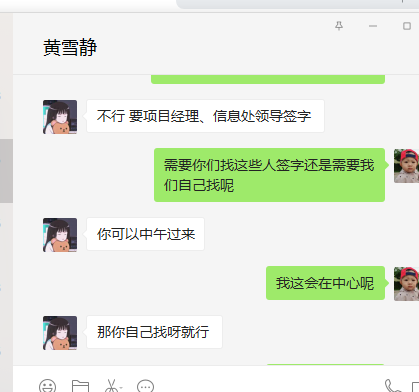 黄雪静
不行 要项目经理、信息处领导签字
需要你们找这些人签字还是需要我
们自己找呢
你可以中午过来
我这会在中心呢
那你自己找呀就行